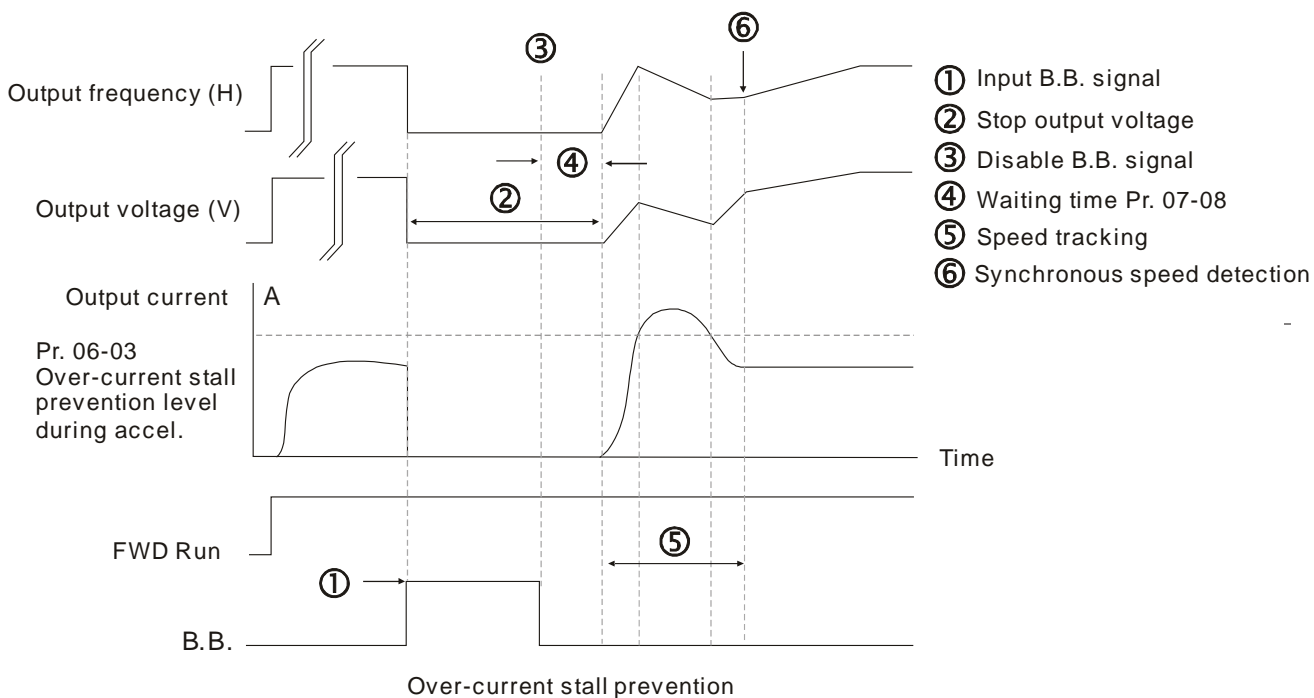 ③
⑥
Output frequency (H)
① Input B.B. signal
② Stop output voltage
③ Disable B.B. signal
④ Waiting time Pr. 07-08
⑤ Speed tracking
⑥ Synchronous speed detection
④
Output voltage (V)
②
Output current
A
Pr. 06-03
Over-current stall
prevention level
during accel.
Time
FWD Run
⑤
①
B.B.
Over-current stall prevention